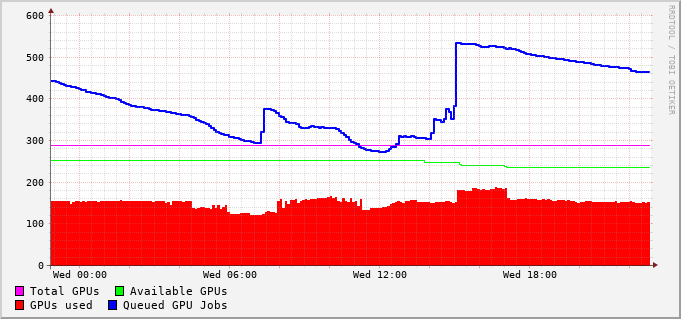 600
500
400
300
200
100
0
Wed 00:00 Wed 06:00 Wed 12:00 Wed 18:00
Total GPUs Available GPUs
GPUs used Queued GPU Jobs
RRDTOOL / TOBI OETIKER